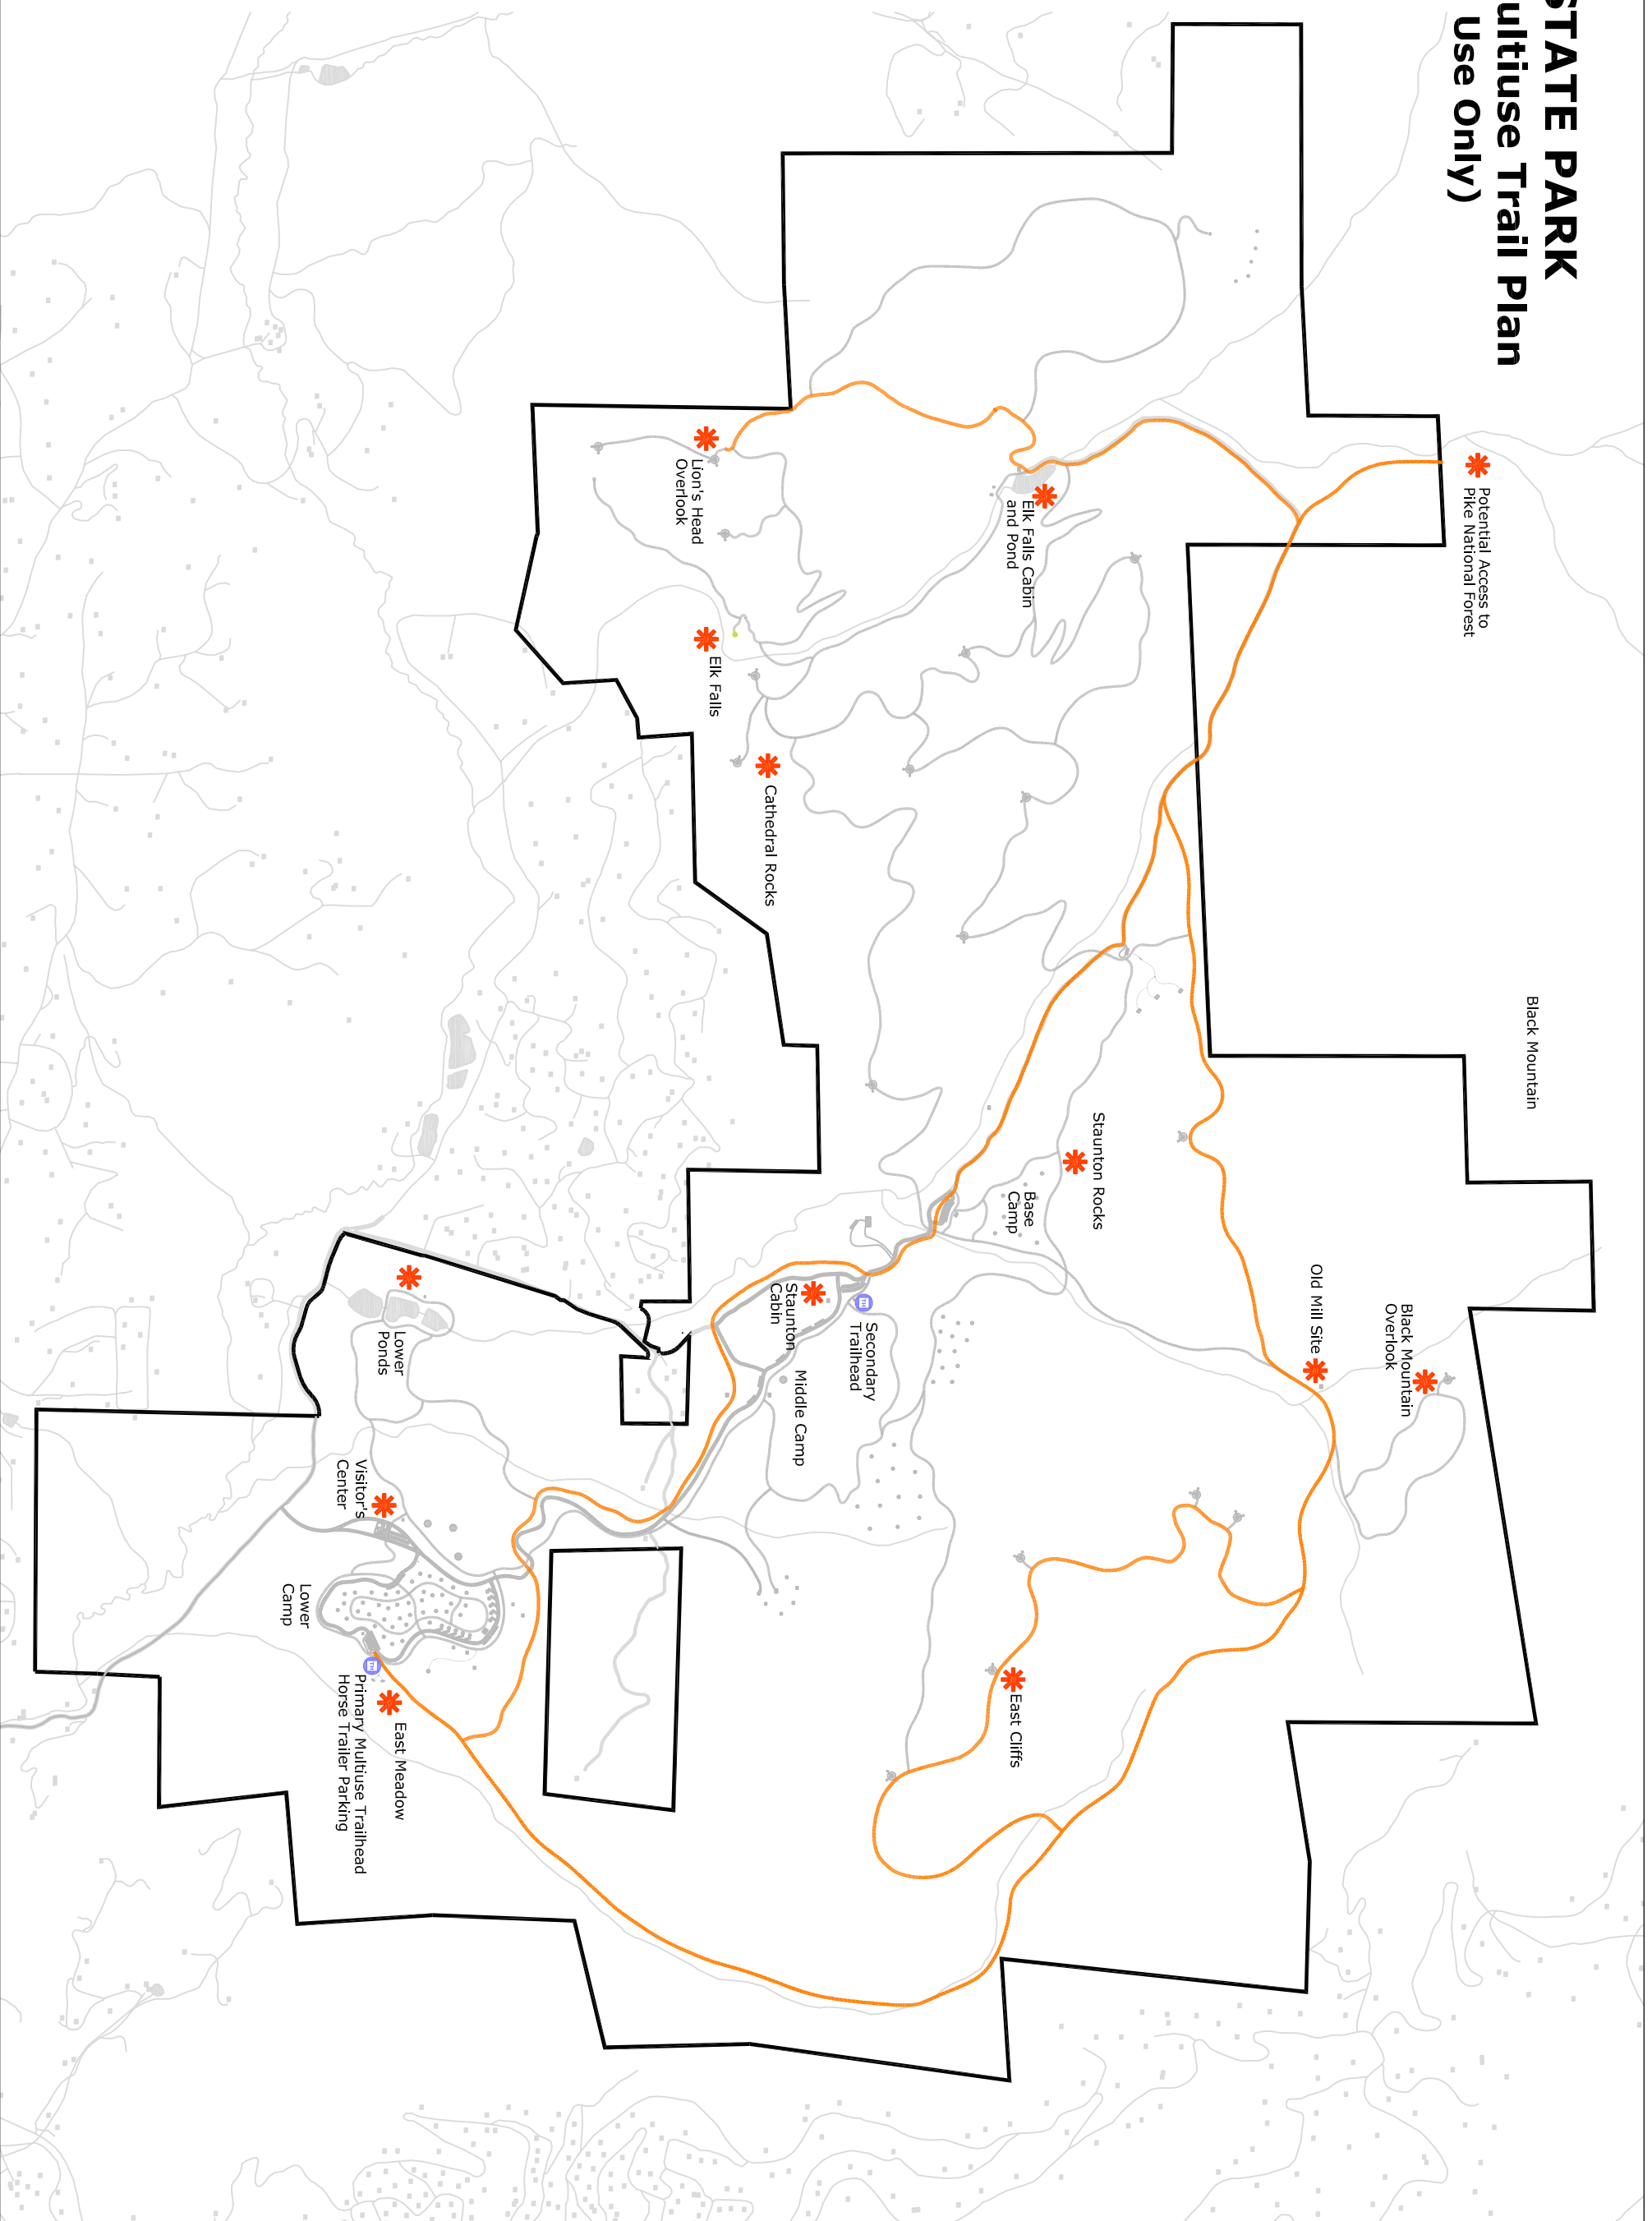 STATE PARK
ultiuse Trail Plan
Use Only)
Potential Access to
Pike National Forest
Lion's Head
Overlook
Elk Falls Cabin
and Pond
Elk Falls
Cathedral Rocks
Black Mountain
Staunton Rocks
Base
Camp
Old Mill Site
Black Mountain
Overlook
Staunton
Cabin
Secondary
Trailhead
TH
Middle Camp
Lower
Ponds
Visitor's
Center
Lower
Camp
TH
Primary Multiuse Trailhead
Horse Trailer Parking
East Meadow
East Cliffs